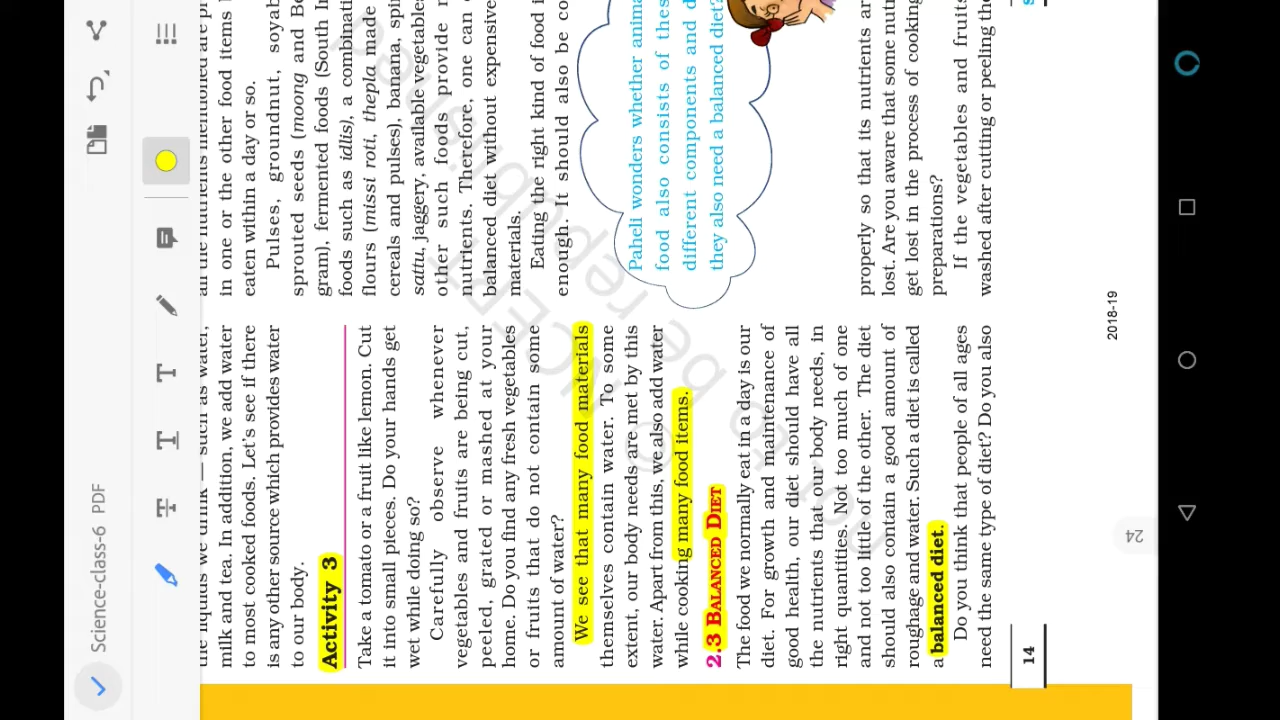 Science-class-6 PDF
the liquids we drink — such as water,
milk and tea. In addition, we add water
to most cooked foods. Let's see if there
is any other source which provides water
to our body.
Activity 3
Take a tomato or a fruit like lemon. Cut
it into small pieces. Do your hands get
wet while doing so?
Carefully observe whenever
vegetables and fruits are being cut,
peeled, grated or mashed at your
home. Do you find any fresh vegetables
or fruits that do not contain some
amount of water?
We see that many food materials
themselves contain water. To some
extent, our body needs are met by this
water. Apart from this, we also add water
while cooking many food items.
2.3 BALANCED DIET
The food we normally eat in a day is our
diet. For growth and maintenance of
good health, our diet should have all
the nutrients that our body needs, in
right quantities. Not too much of one
and not too little of the other. The diet
should also contain a good amount of
roughage and water. Such a diet is called
a balanced diet.
Do you think that people of all ages
need the same type of diet? Do you also
14
all the nutrients mentioned are
in one or the other food items
eaten within a day or so.
Pulses, groundnut,
sprouted seeds (moong and
gram), fermented foods (South
foods such as idlis), a
flours (missi roti, thepla made
cereals and pulses), banana,
sattu, jaggery, available vegetables
other such foods provide
nutrients. Therefore, one can
balanced diet without expensive
materials.
Eating the right kind of food
enough. It should also be
Paheli wonders whether
food also consists of
different components and
they also need a balanced diet?
properly so that its nutrients
lost. Are you aware that some
get lost in the process of cooking
preparations?
If the vegetables and fruits
washed after cutting or peeling
2018-19
24
© NCERT
not to be republished